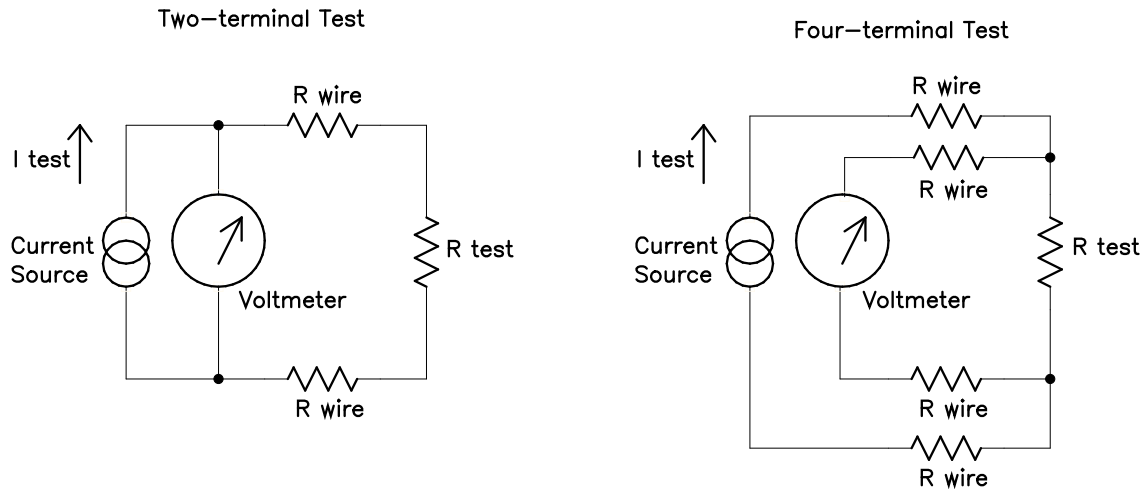 Two-terminal Test
R wire
I test
Current
Source
Voltmeter
R test
R wire
Four-terminal Test
R wire
I test
R wire
Current
Source
Voltmeter
R test
R wire
R wire